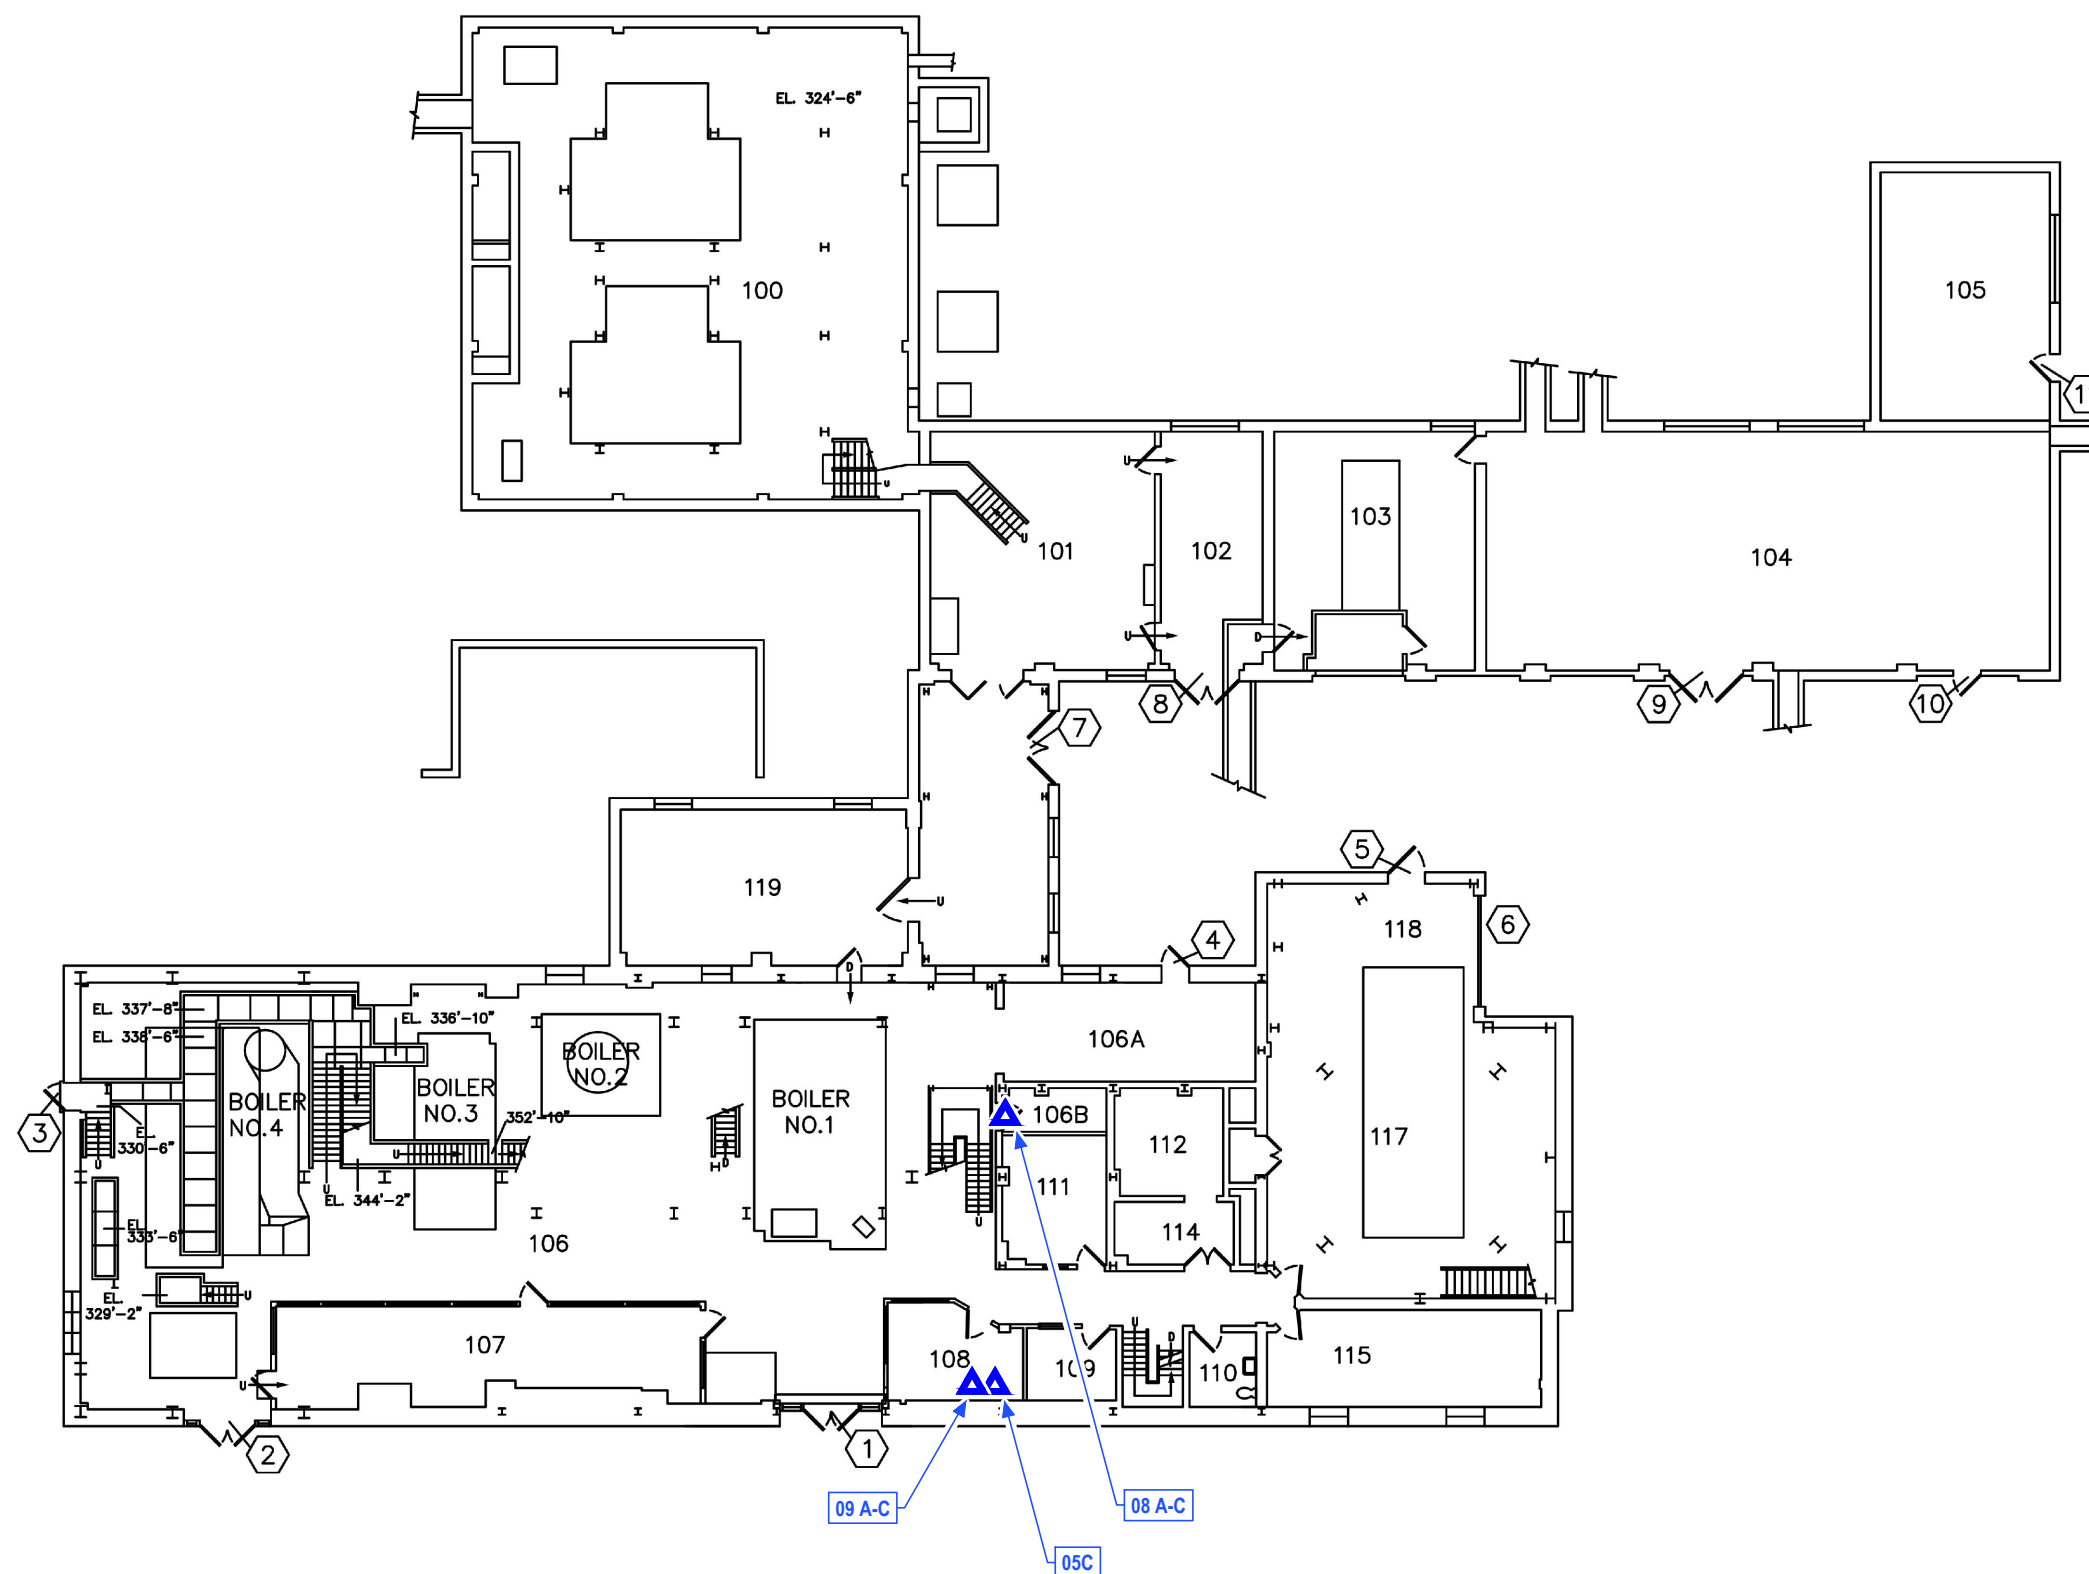 EL. 324'-6"
100
105
103
101
102
104
8
9
10
7
119
5
118
6
4
EL. 337'-8"
EL. 336'-10"
EL. 338'-6"
106A
BOILER
NO.2
BOILER
NO.3
BOILER
NO.1
BOILER
NO.4
352'-10"
106B
3
EL.
330'-6"
U
112
117
U
D
111
EL. 344'-2"
U
EL.
333'-6"
106
114
U
EL.
329'-2"
U
107
108
109
U
D
110
115
U
2
1
09 A-C
08 A-C
05C
U
U
U
U
D
U
D